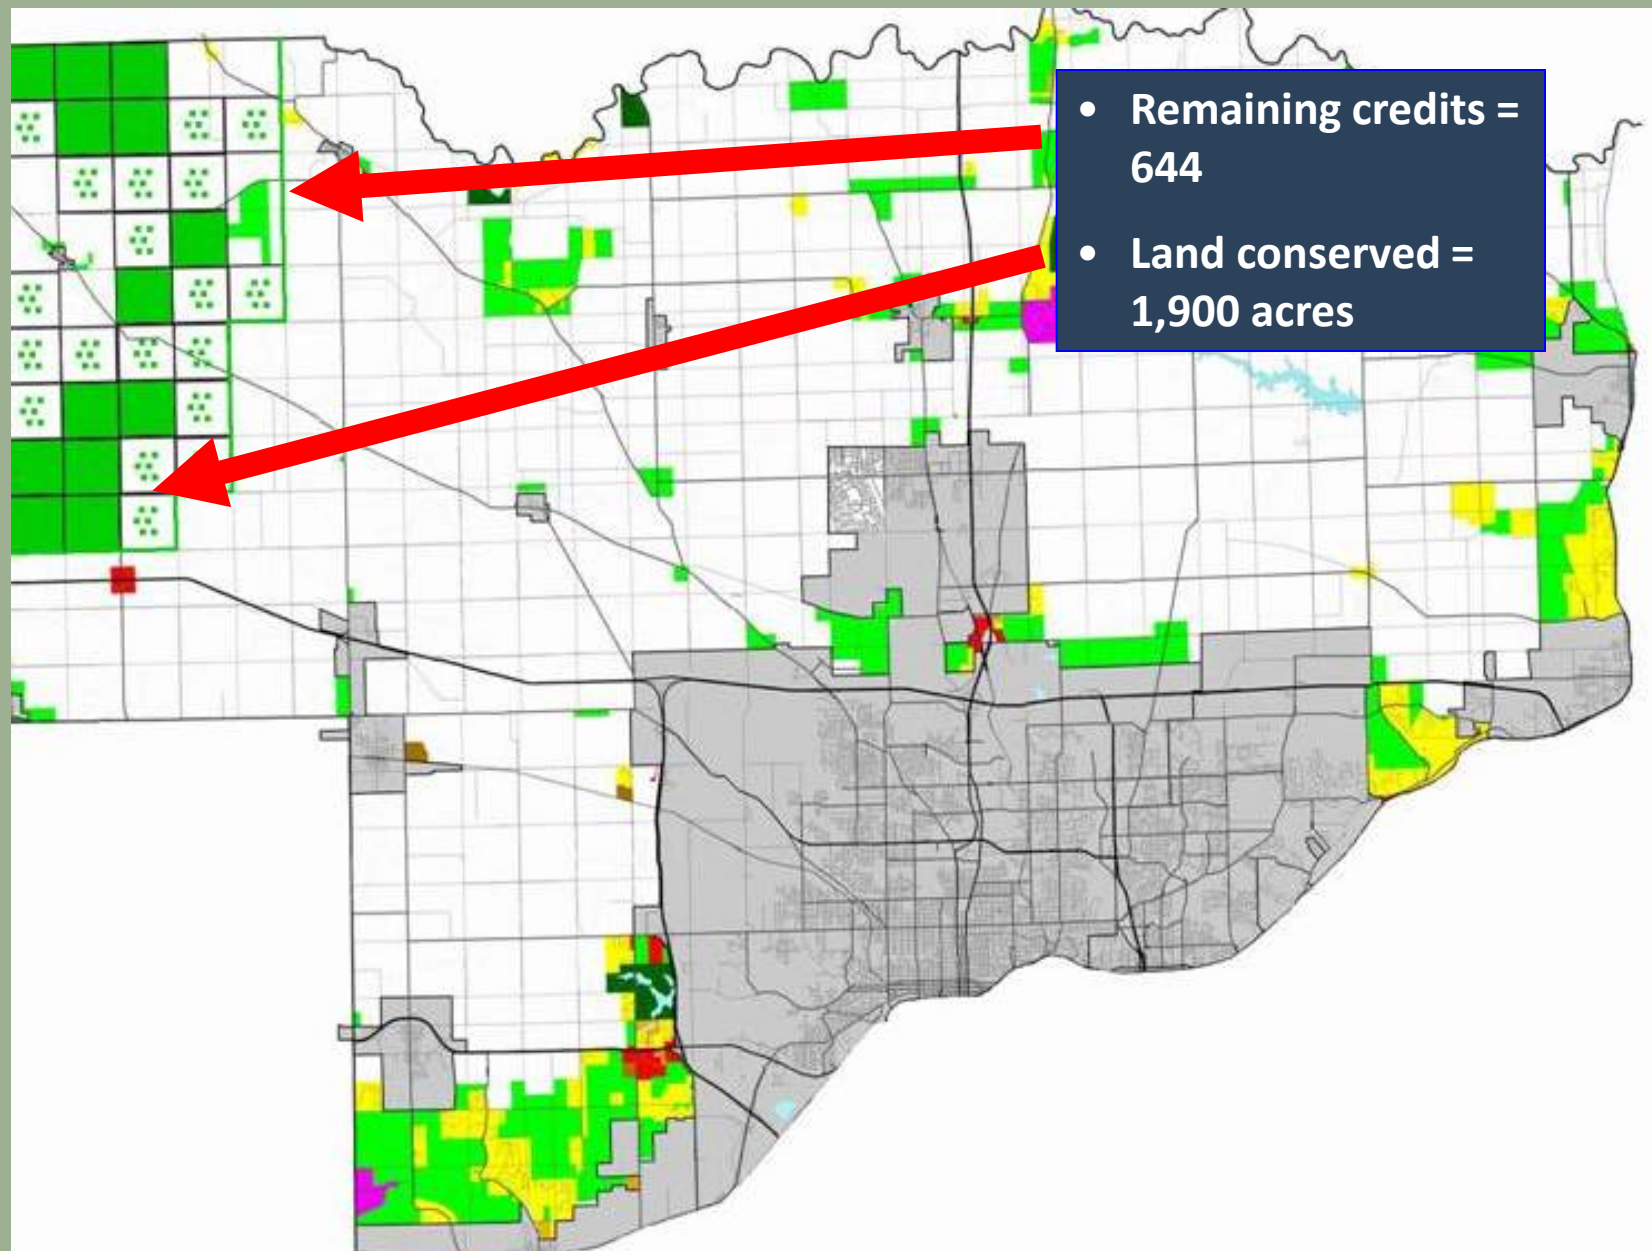 • Remaining credits =
644
• Land conserved =
1,900 acres